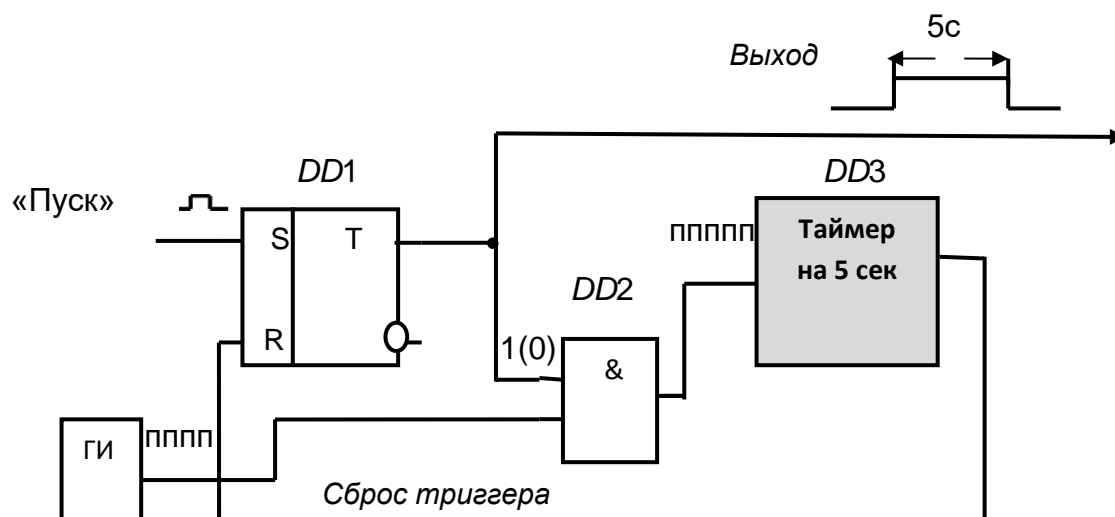 5с
Выход
DD1
DD3
«Пуск»
S
T
ППППП
Таймер
на 5 сек
DD2
R
1(0)
&
ГИ
ПППП
Сброс триггера